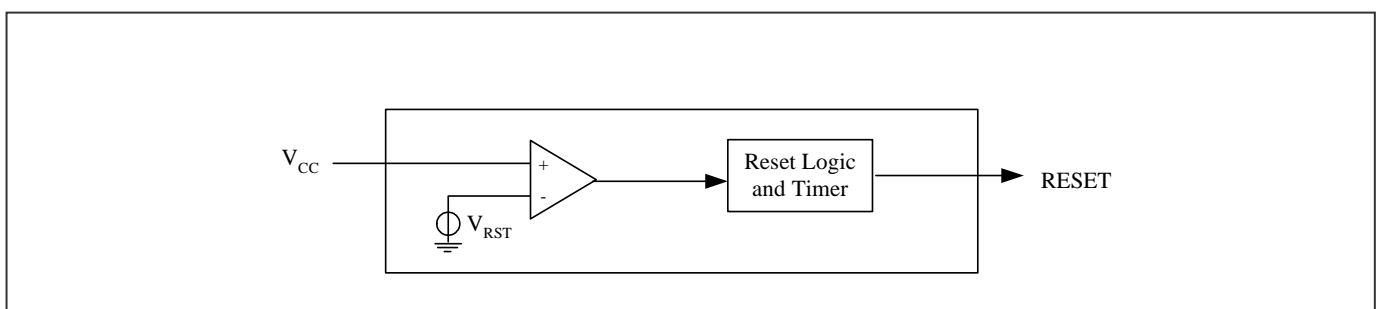 V_CC
+
-
V_RST
Reset Logic
and Timer
RESET